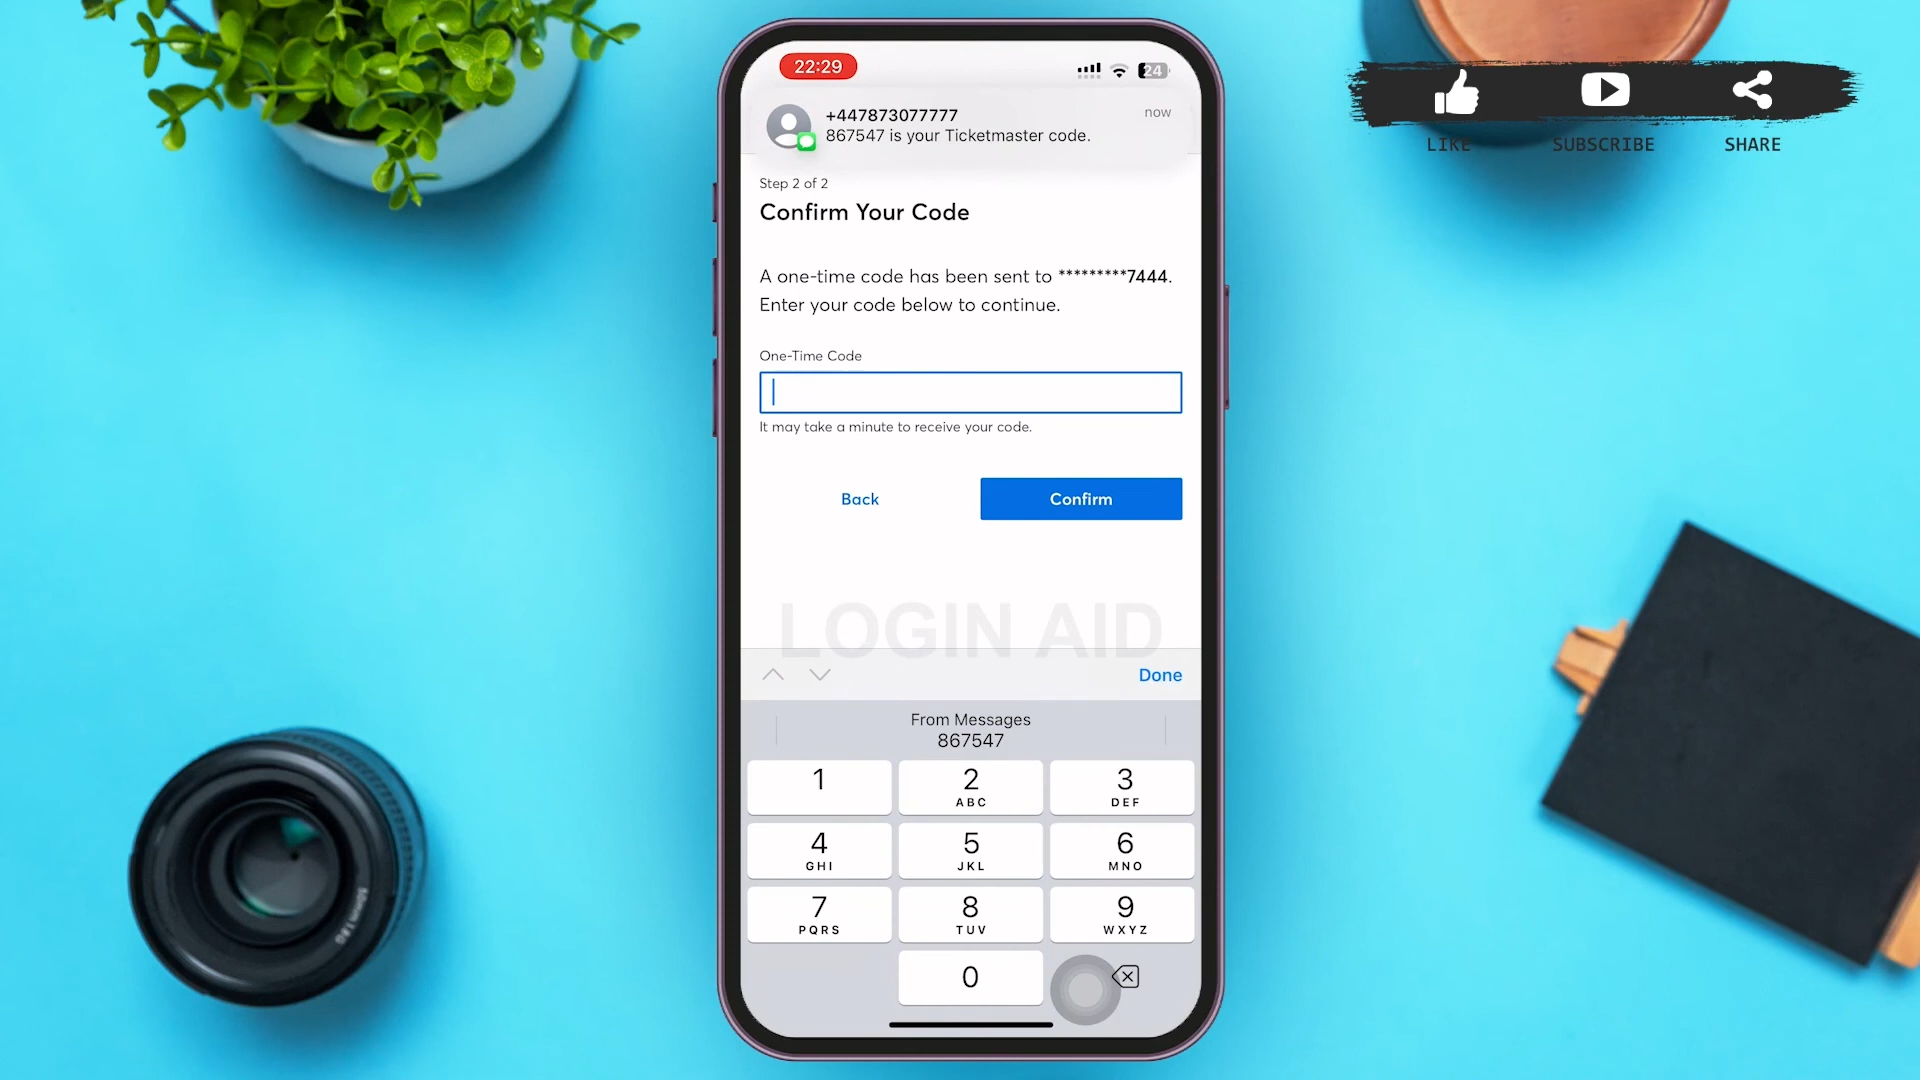 22:29
24
+447873077777
now
867547 is your Ticketmaster code.
LIKE
SUBSCRIBE
SHARE
Step 2 of 2
Confirm Your Code
A one-time code has been sent to *********7444.
Enter your code below to continue.
One-Time Code
It may take a minute to receive your code.
Back
Confirm
LOGIN AID
Done
From Messages
867547
1
2
ABC
3
DEF
4
GHI
5
JKL
6
MNO
7
PQRS
8
TUV
9
WXYZ
0